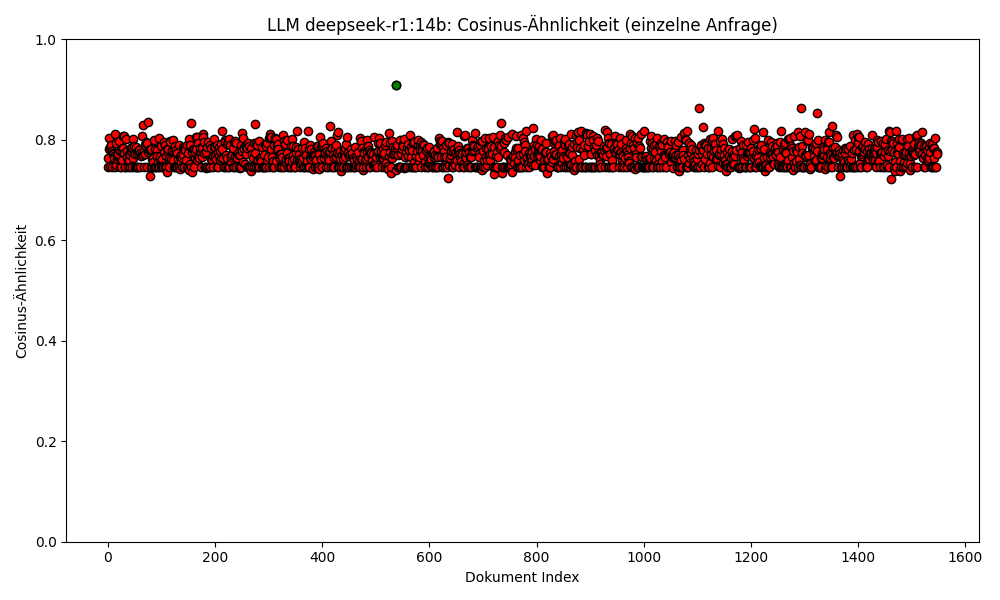 LLM deepseek-r1:14b: Cosinus-Ähnlichkeit (einzelne Anfrage)
1.0
0.8
0.6
0.4
0.2
0.0
Cosinus-Ähnlichkeit
0 200 400 600 800 1000 1200 1400 1600
Dokument Index